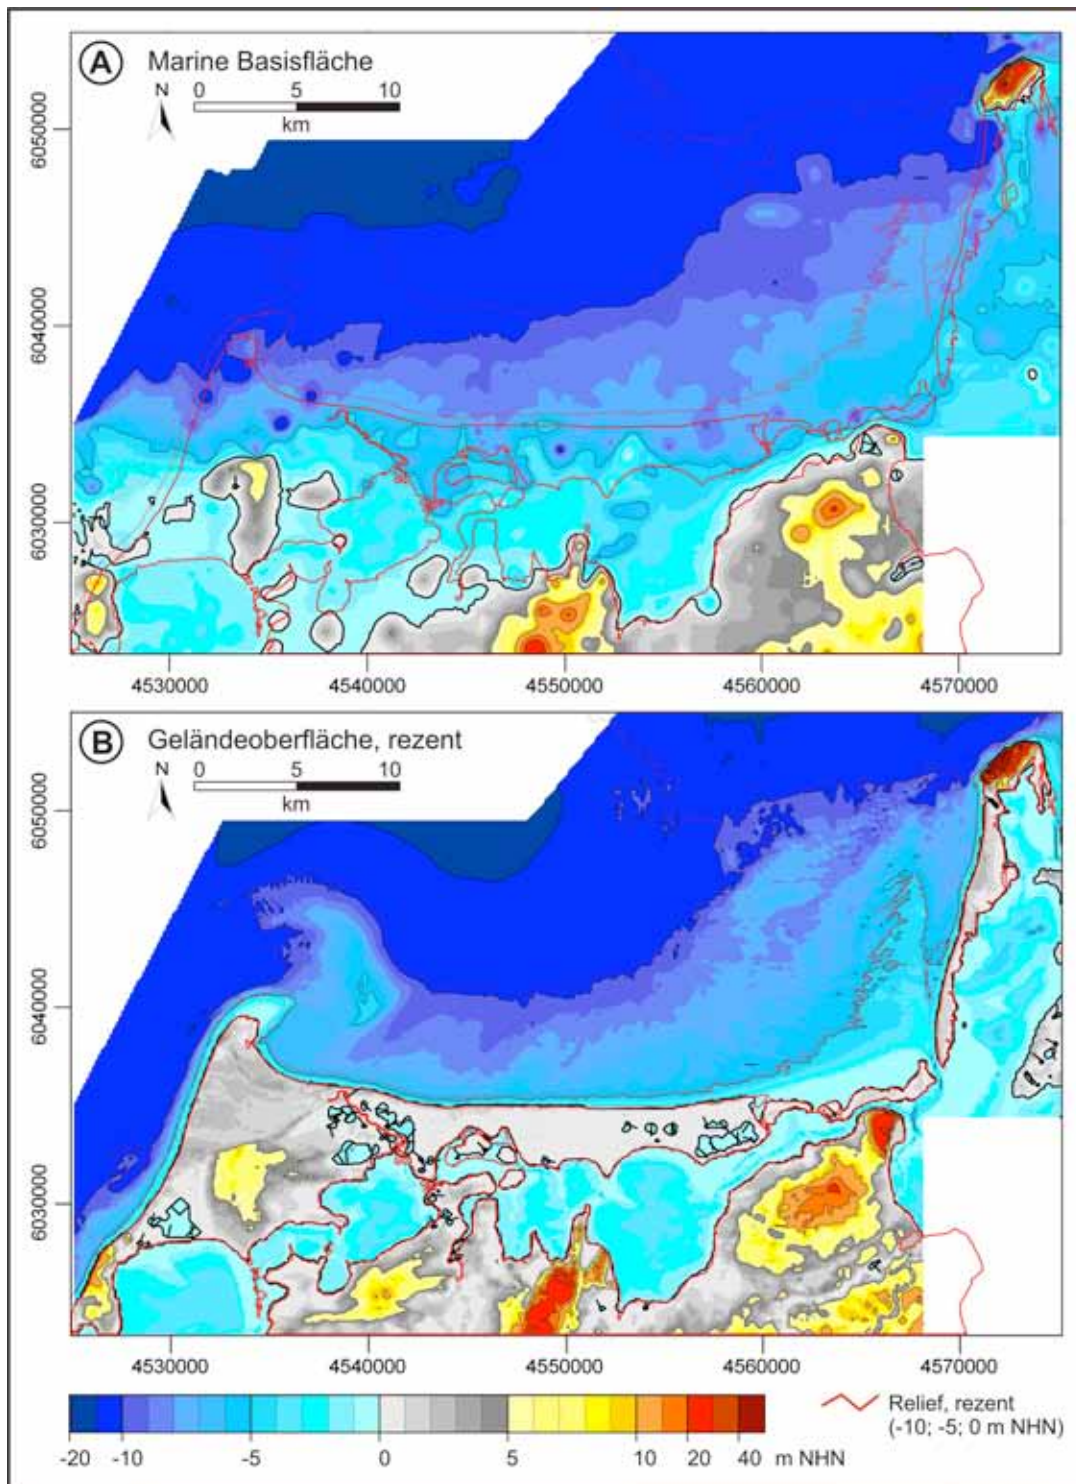 A Marine Basisfläche
N 0 5 10
km
6050000
6040000
6030000
4530000 4540000 4550000 4560000 4570000
B Geländeoberfläche, rezent
N 0 5 10
km
6050000
6040000
6030000
4530000 4540000 4550000 4560000 4570000
-20 -10 -5 0 5 10 20 40 m NHN
Relief, rezent
(-10; -5; 0 m NHN)